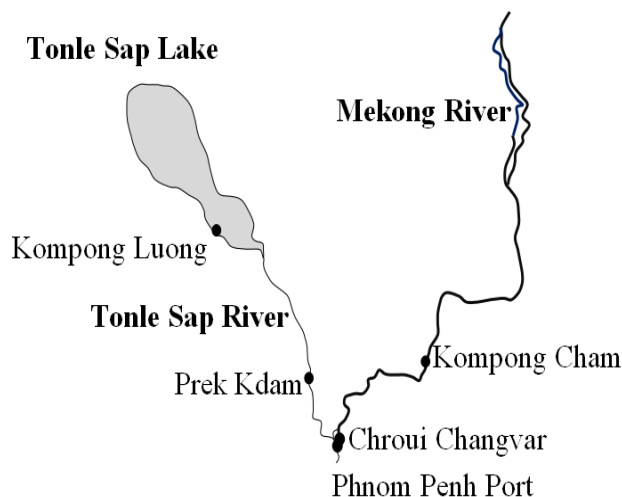 Tonle Sap Lake
Mekong River
Kompong Luong
Tonle Sap River
Kompong Cham
Prek Kdam
Chroui Changvar
Phnom Penh Port